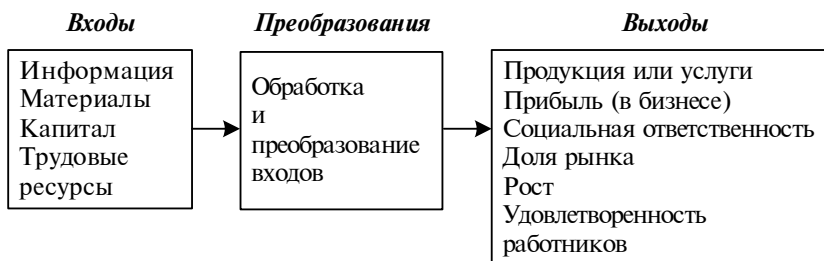 Входы
Преобразования
Выходы
Информация
Материалы
Капитал
Трудовые
ресурсы
Обработка
и
преобразование
входов
Продукция или услуги
Прибыль (в бизнесе)
Социальная ответственность
Доля рынка
Рост
Удовлетворенность
работников